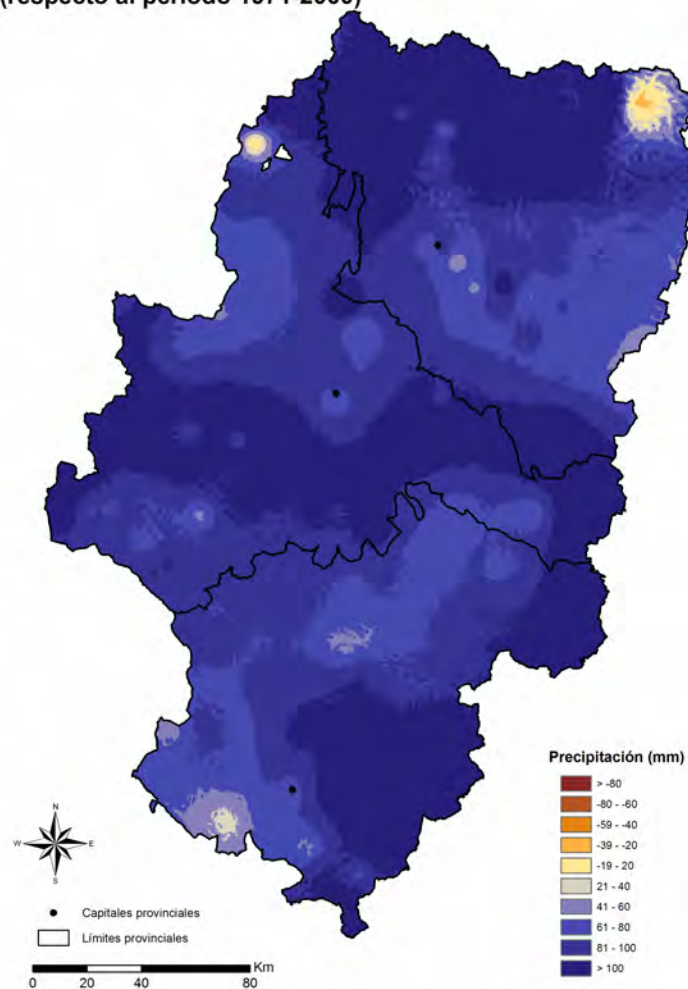 Precipitación (mm)
> -80
-80 - -60
-59 - -40
-39 - -20
-19 - 20
21 - 40
41 - 60
61 - 80
81 - 100
> 100
N
W
E
S
Capitales provinciales
Límites provinciales
Km
0 20 40 80